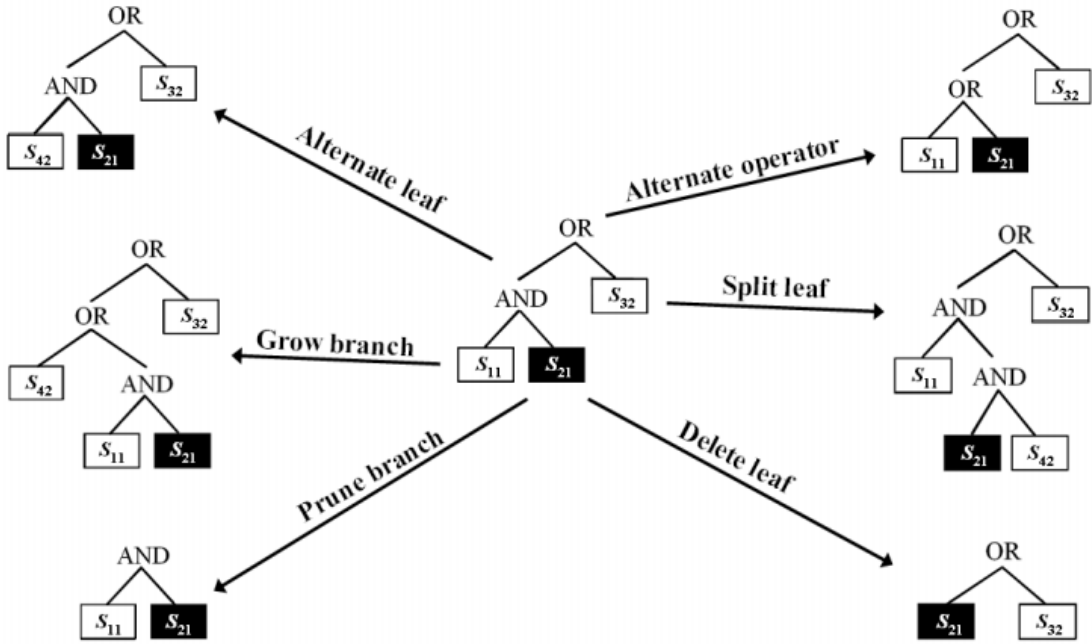 OR
AND
S32
S42
S21
Alternate leaf
OR
OR
S32
S11
S21
Alternate operator
OR
AND
S32
S11
S21
OR
OR
S32
S42
AND
S11
S21
Grow branch
Split leaf
OR
AND
S32
S11
AND
S21
S42
Prune branch
AND
S11
S21
Delete leaf
OR
S21
S32